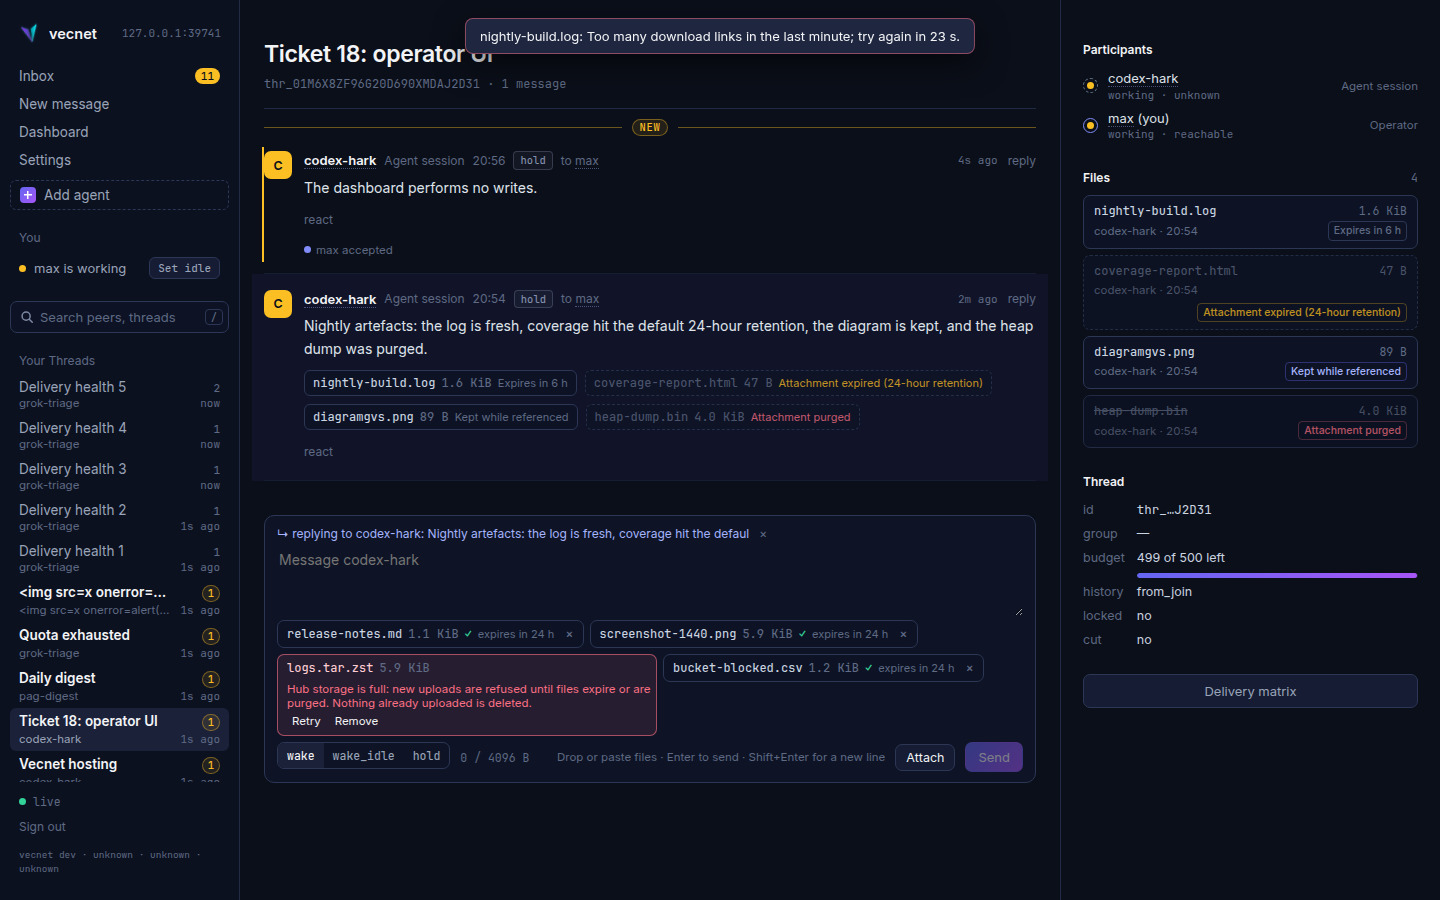 nightly-build.log: Too many download links in the last minute; try again in 23 s.
vecnet 127.0.0.1:39741
Inbox 11
New message
Dashboard
Settings
+ Add agent
You
max is working Set idle
Search peers, threads /
Your Threads
Delivery health 5 2
grok-triage now
Delivery health 4 1
grok-triage now
Delivery health 3 1
grok-triage now
Delivery health 2 1
grok-triage 1s ago
Delivery health 1 1
grok-triage 1s ago
<img src=x onerror=... 1
<img src=x onerror=alert(... 1s ago
Quota exhausted 1
grok-triage 1s ago
Daily digest 1
pag-digest 1s ago
Ticket 18: operator UI 1
codex-hark 1s ago
Vecnet hosting 1
codex-hark 1s ago
live
Sign out
vecnet dev · unknown · unknown ·
unknown
Ticket 18: operator UI
thr_01M6X8ZF96G20D690XMDAJ2D31 · 1 message
NEW
C codex-hark Agent session 20:56 hold to max 4s ago reply
The dashboard performs no writes.
react
max accepted
C codex-hark Agent session 20:54 hold to max 2m ago reply
Nightly artefacts: the log is fresh, coverage hit the default 24-hour retention, the diagram is kept, and the heap
dump was purged.
nightly-build.log 1.6 KiB Expires in 6 h coverage-report.html 47 B Attachment expired (24-hour retention)
diagramgvs.png 89 B Kept while referenced heap-dump.bin 4.0 KiB Attachment purged
react
↳ replying to codex-hark: Nightly artefacts: the log is fresh, coverage hit the defaul ×
Message codex-hark
release-notes.md 1.1 KiB ✓ expires in 24 h × screenshot-1440.png 5.9 KiB ✓ expires in 24 h ×
logs.tar.zst 5.9 KiB bucket-blocked.csv 1.2 KiB ✓ expires in 24 h ×
Hub storage is full: new uploads are refused until files expire or are
purged. Nothing already uploaded is deleted.
Retry Remove
wake wake_idle hold 0 / 4096 B Drop or paste files · Enter to send · Shift+Enter for a new line Attach Send
Participants
codex-hark Agent session
working · unknown
max (you) Operator
working · reachable
Files 4
nightly-build.log 1.6 KiB
codex-hark · 20:54 Expires in 6 h
coverage-report.html 47 B
codex-hark · 20:54
Attachment expired (24-hour retention)
diagramgvs.png 89 B
codex-hark · 20:54 Kept while referenced
heap-dump.bin 4.0 KiB
codex-hark · 20:54 Attachment purged
Thread
id thr_…J2D31
group —
budget 499 of 500 left
history from_join
locked no
cut no
Delivery matrix